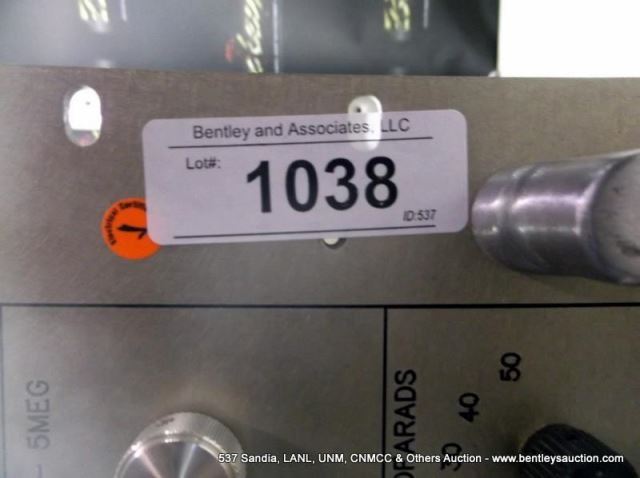 Bentley and Associates, LLC
Lot#:
1038
ID:537
- 5MEG
50
40
30
537 Sandia, LANL, UNM, CNMCC & Others Auction - www.bentleysauction.com